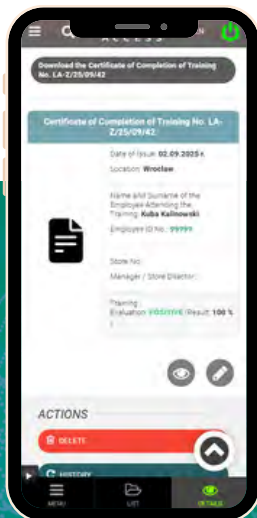 ACCESS
EN
Download the Certificate of Completion of Training
No. LA-Z/25/09/42
Certificate of Completion of Training No. LA-
Z/25/09/42
Date of Issue: 02.09.2025 r.
Location: Wrocław
Name and Surname of the
Employee Attending the
Training: Kuba Kalinowski
Employee ID No.: 99999
Store No.:
Manager / Store Director:
Training
Evaluation: POSITIVE (Result: 100 %
)
ACTIONS
DELETE
HISTORY
MENU
LIST
DETAILS